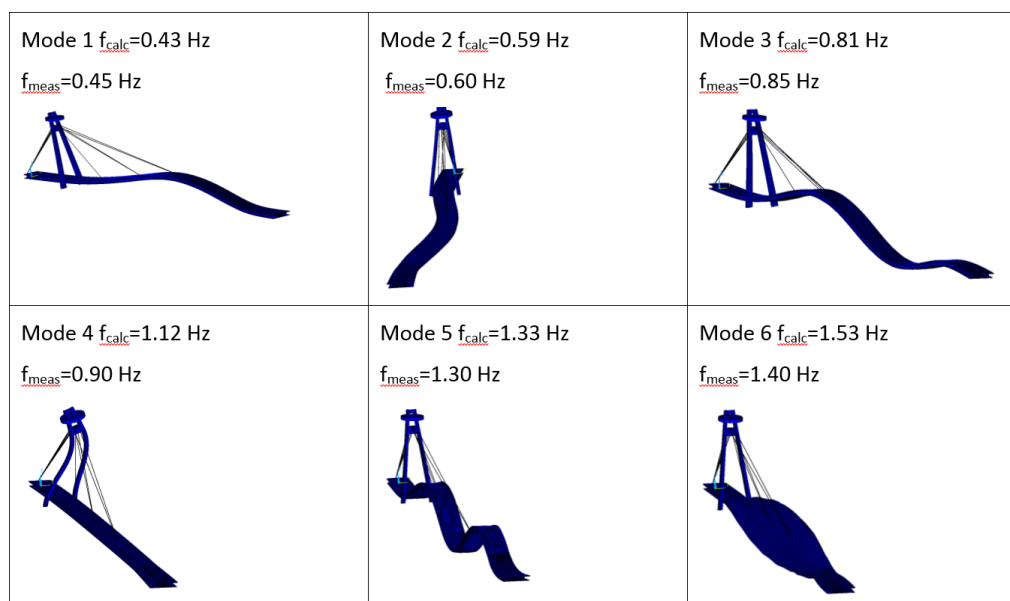 Mode 1 fcalc=0.43 Hz
fmeas=0.45 Hz
Mode 2 fcalc=0.59 Hz
fmeas=0.60 Hz
Mode 3 fcalc=0.81 Hz
fmeas=0.85 Hz
Mode 4 fcalc=1.12 Hz
fmeas=0.90 Hz
Mode 5 fcalc=1.33 Hz
fmeas=1.30 Hz
Mode 6 fcalc=1.53 Hz
fmeas=1.40 Hz